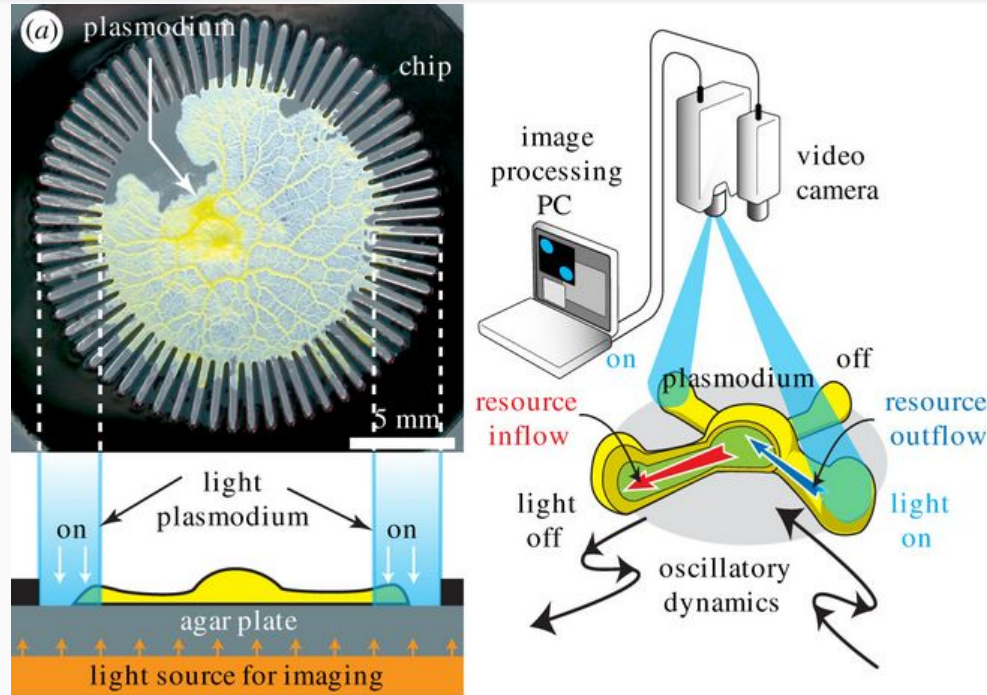 (a)
plasmodium
chip
5 mm
light
plasmodium
on
on
agar plate
light source for imaging
image
processing
PC
video
camera
on
plasmodium
off
resource
inflow
resource
outflow
light
off
light
on
oscillatory
dynamics